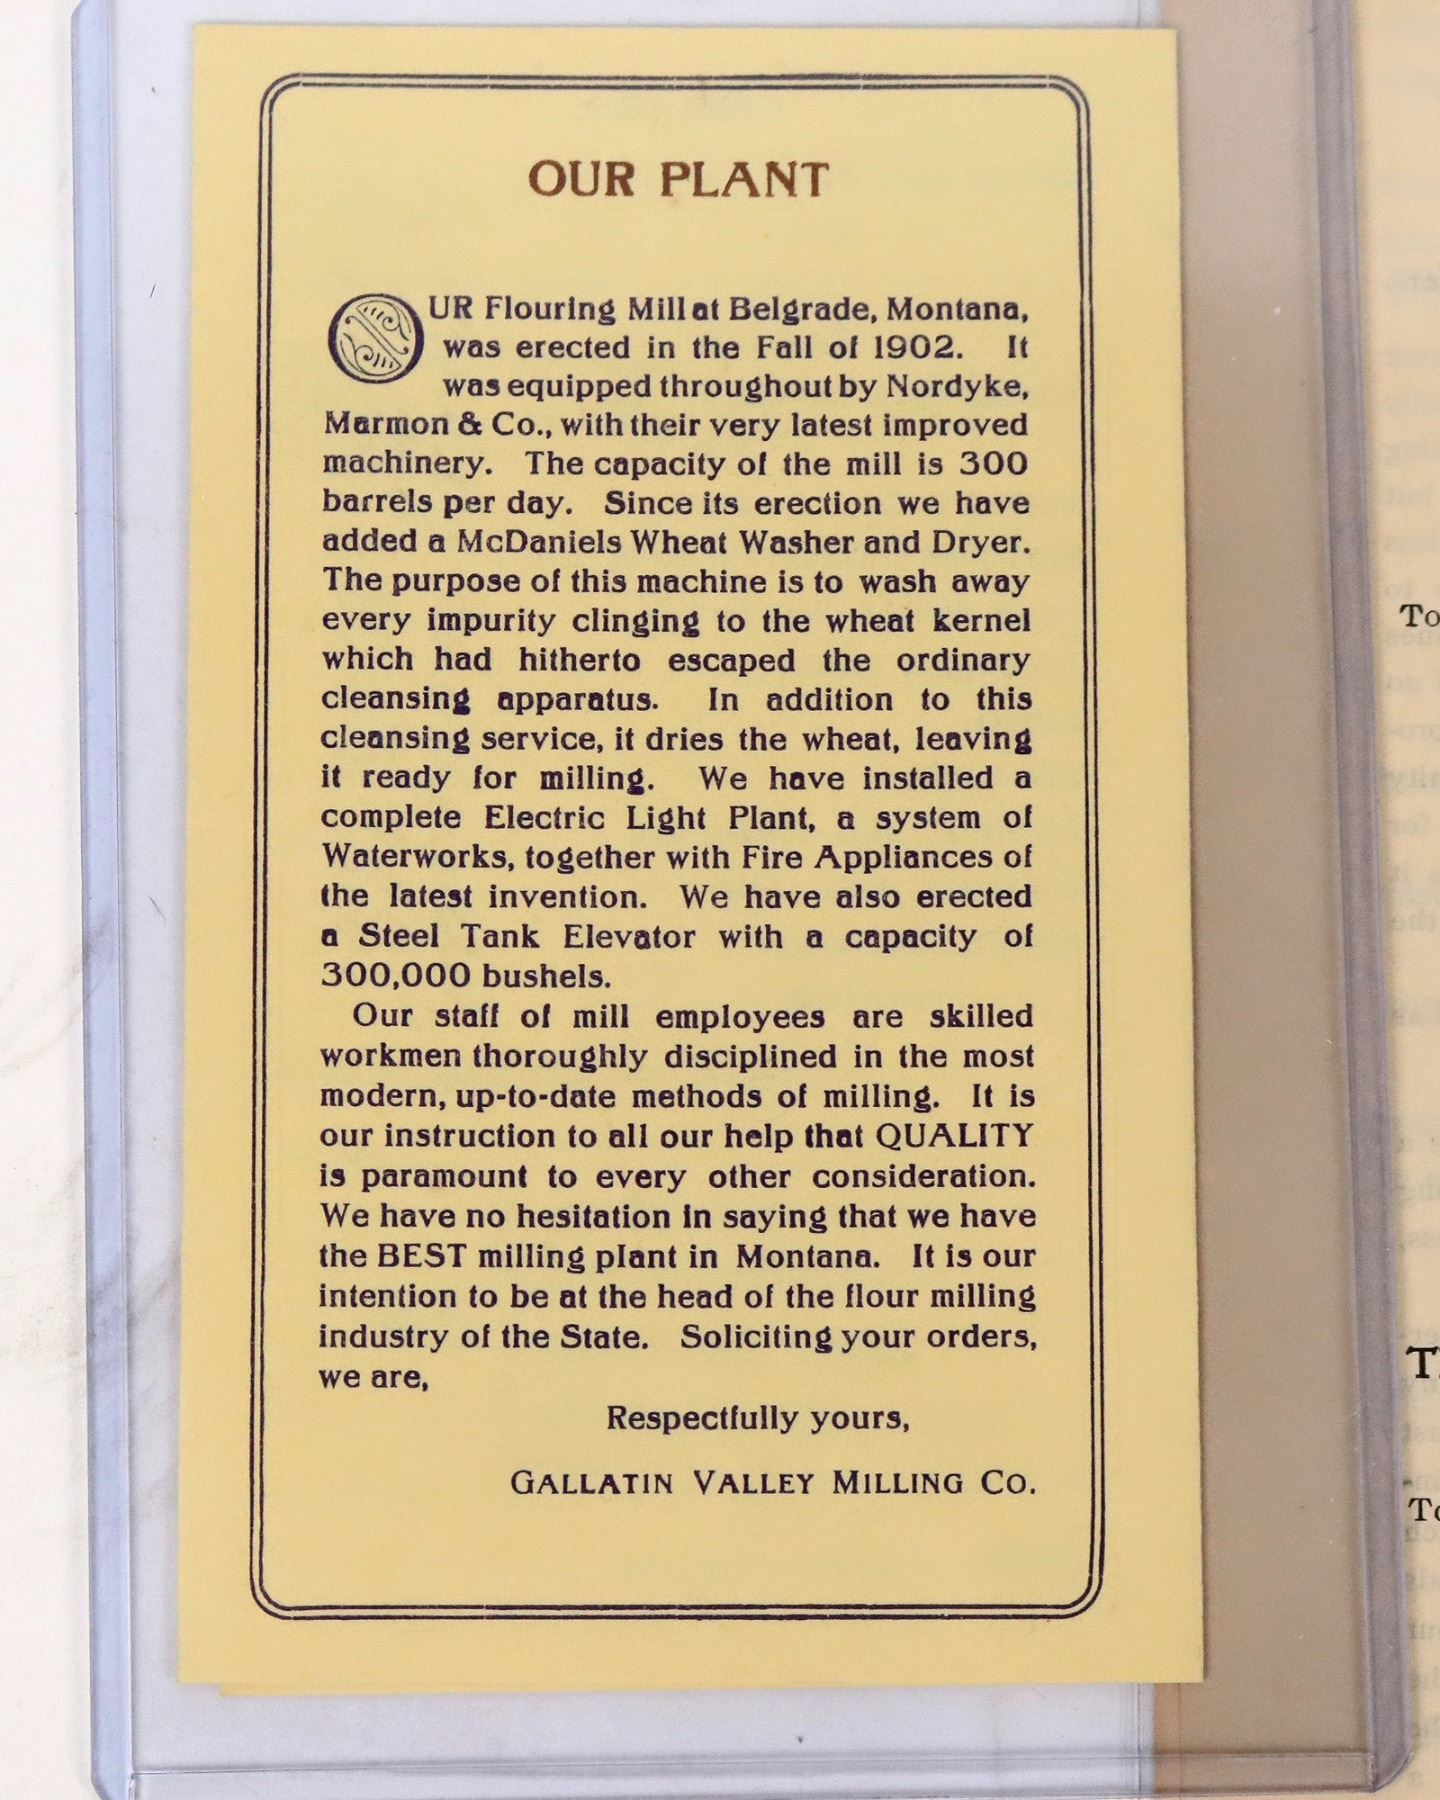 OUR PLANT
OUR Flouring Mill at Belgrade, Montana,
was erected in the Fall of 1902. It
was equipped throughout by Nordyke,
Marmon & Co., with their very latest improved
machinery. The capacity of the mill is 300
barrels per day. Since its erection we have
added a McDaniels Wheat Washer and Dryer.
The purpose of this machine is to wash away
every impurity clinging to the wheat kernel
which had hitherto escaped the ordinary
cleansing apparatus. In addition to this
cleansing service, it dries the wheat, leaving
it ready for milling. We have installed a
complete Electric Light Plant, a system of
Waterworks, together with Fire Appliances of
the latest invention. We have also erected
a Steel Tank Elevator with a capacity of
300,000 bushels.
Our staff of mill employees are skilled
workmen thoroughly disciplined in the most
modern, up-to-date methods of milling. It is
our instruction to all our help that QUALITY
is paramount to every other consideration.
We have no hesitation in saying that we have
the BEST milling plant in Montana. It is our
intention to be at the head of the flour milling
industry of the State. Soliciting your orders,
we are,
Respectfully yours,
GALLATIN VALLEY MILLING CO.
To